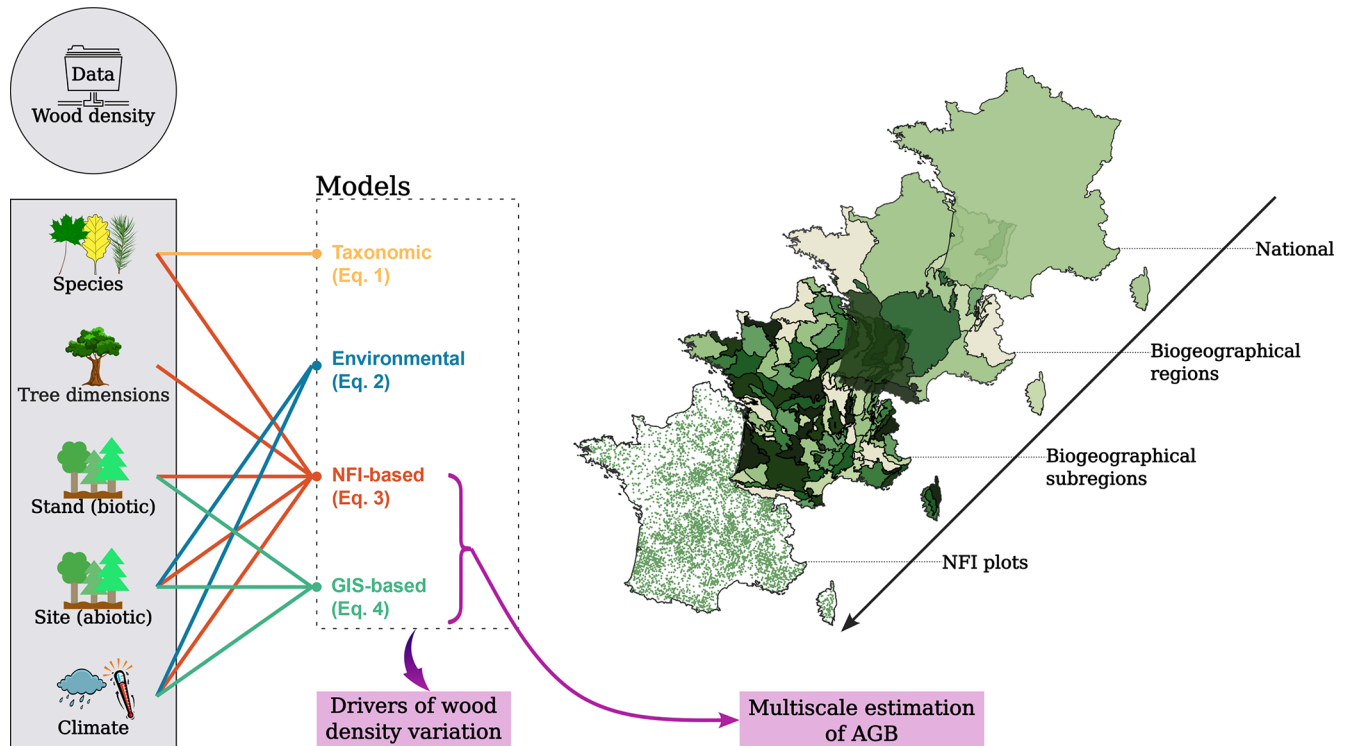 Data
Wood density
Models
Species
Tree dimensions
Stand (biotic)
Site (abiotic)
Climate
Taxonomic
(Eq. 1)
Environmental
(Eq. 2)
NFI-based
(Eq. 3)
GIS-based
(Eq. 4)
Drivers of wood
density variation
Multiscale estimation
of AGB
National
Biogeographical
regions
Biogeographical
subregions
NFI plots